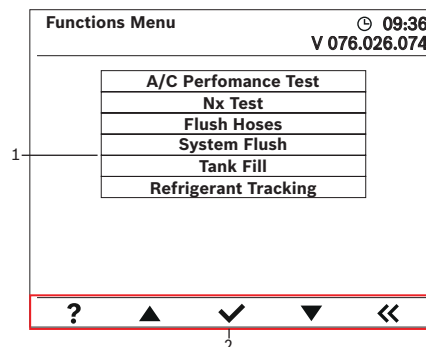 Functions Menu
09:36
V 076.026.074
A/C Perfomance Test
Nx Test
Flush Hoses
System Flush
Tank Fill
Refrigerant Tracking
1
?
2